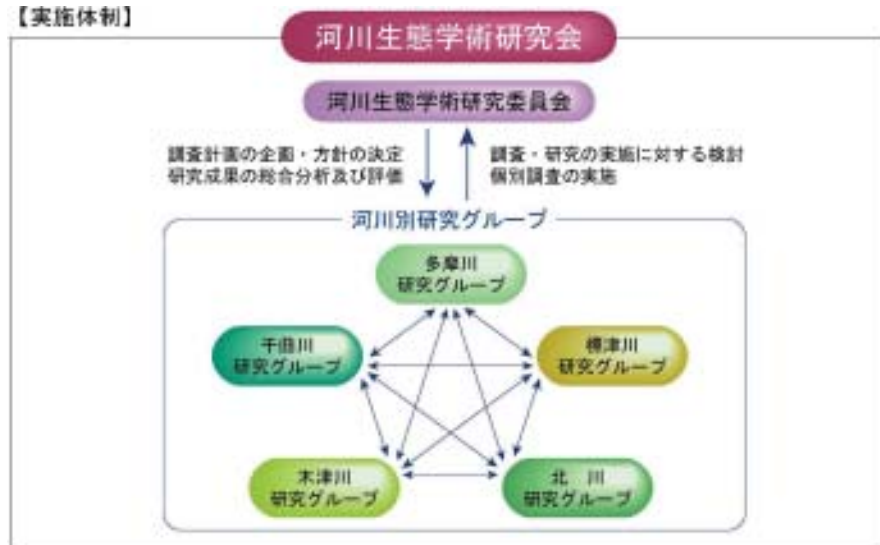 【実施体制】
河川生態学術研究会
河川生態学術研究委員会
調査計画の企画・方針の決定
研究成果の総合分析及び評価
調査・研究の実施に対する検討
個別調査の実施
河川別研究グループ
多摩川
研究グループ
千曲川
研究グループ
標津川
研究グループ
木津川
研究グループ
北 川
研究グループ